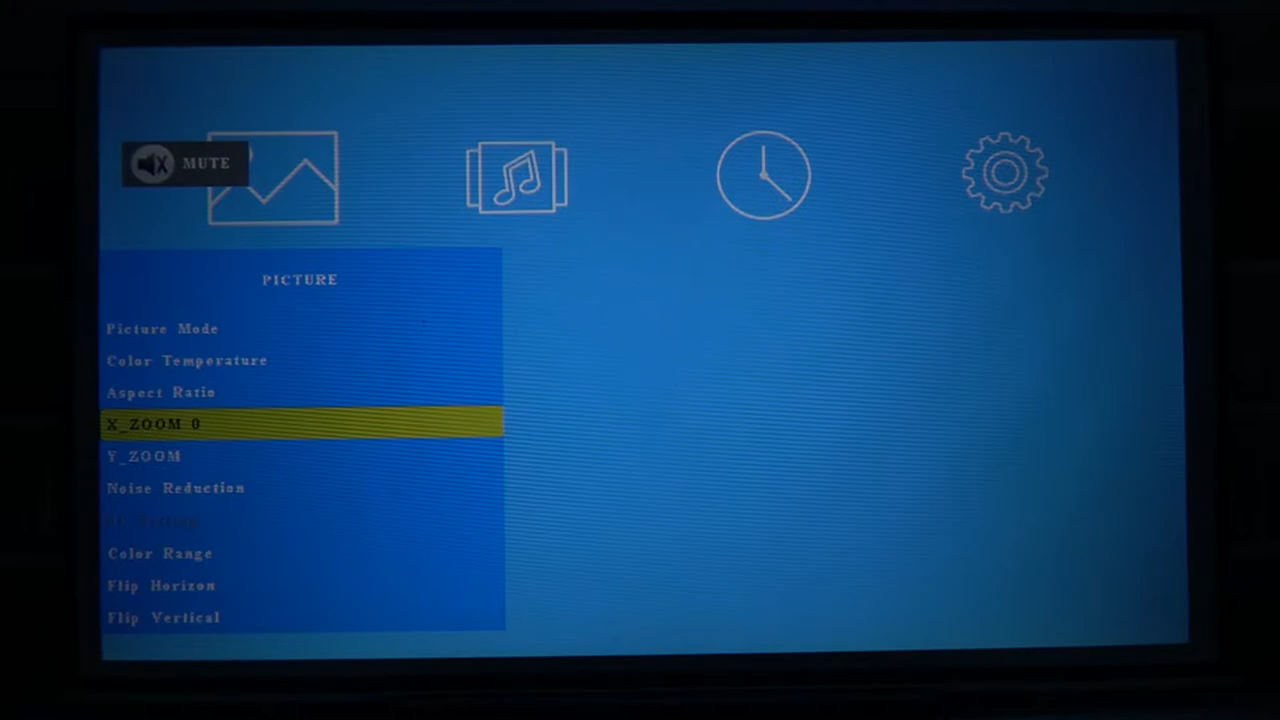 MUTE
PICTURE
Picture Mode
Color Temperature
Aspect Ratio
X_ZOOM 0
Y_ZOOM
Noise Reduction
Color Range
Flip Horizon
Flip Vertical